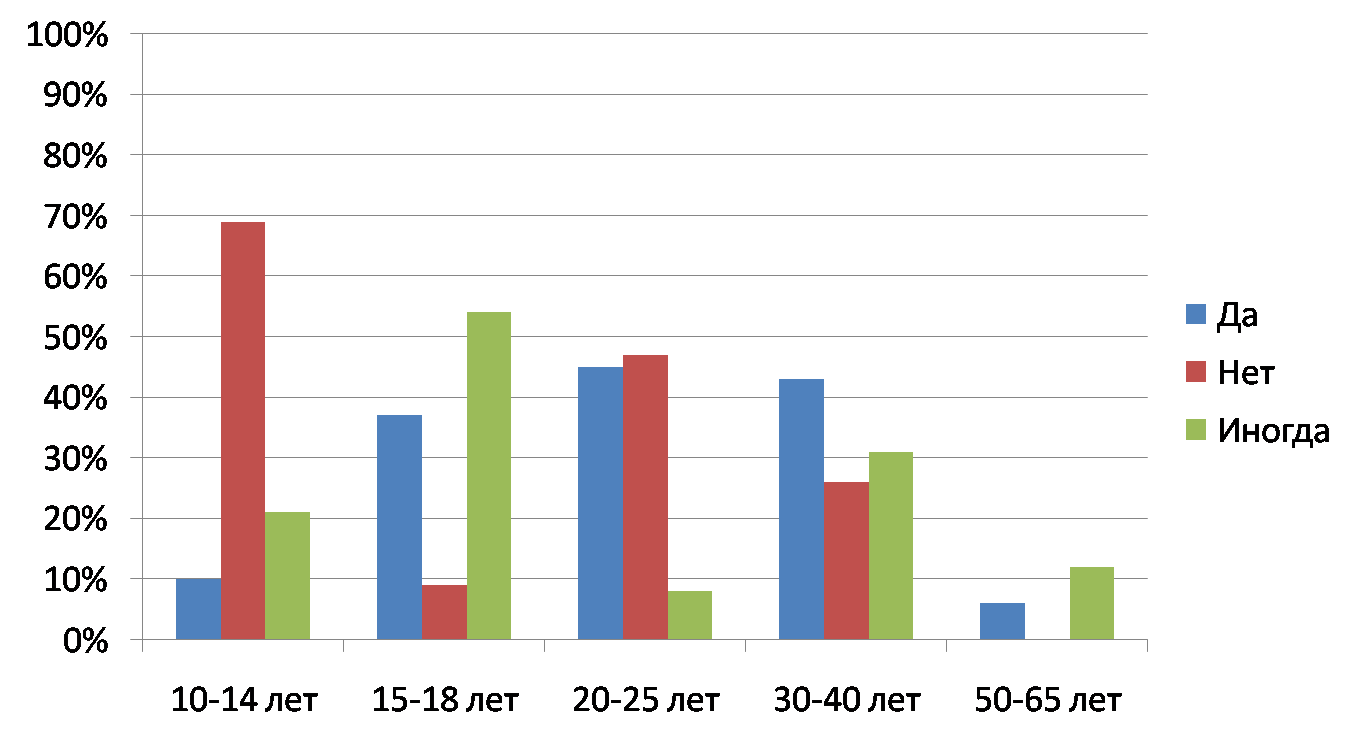 100%
90%
80%
70%
60%
50%
40%
30%
20%
10%
0%
10-14 лет
15-18 лет
20-25 лет
30-40 лет
50-65 лет
Да
Нет
Иногда